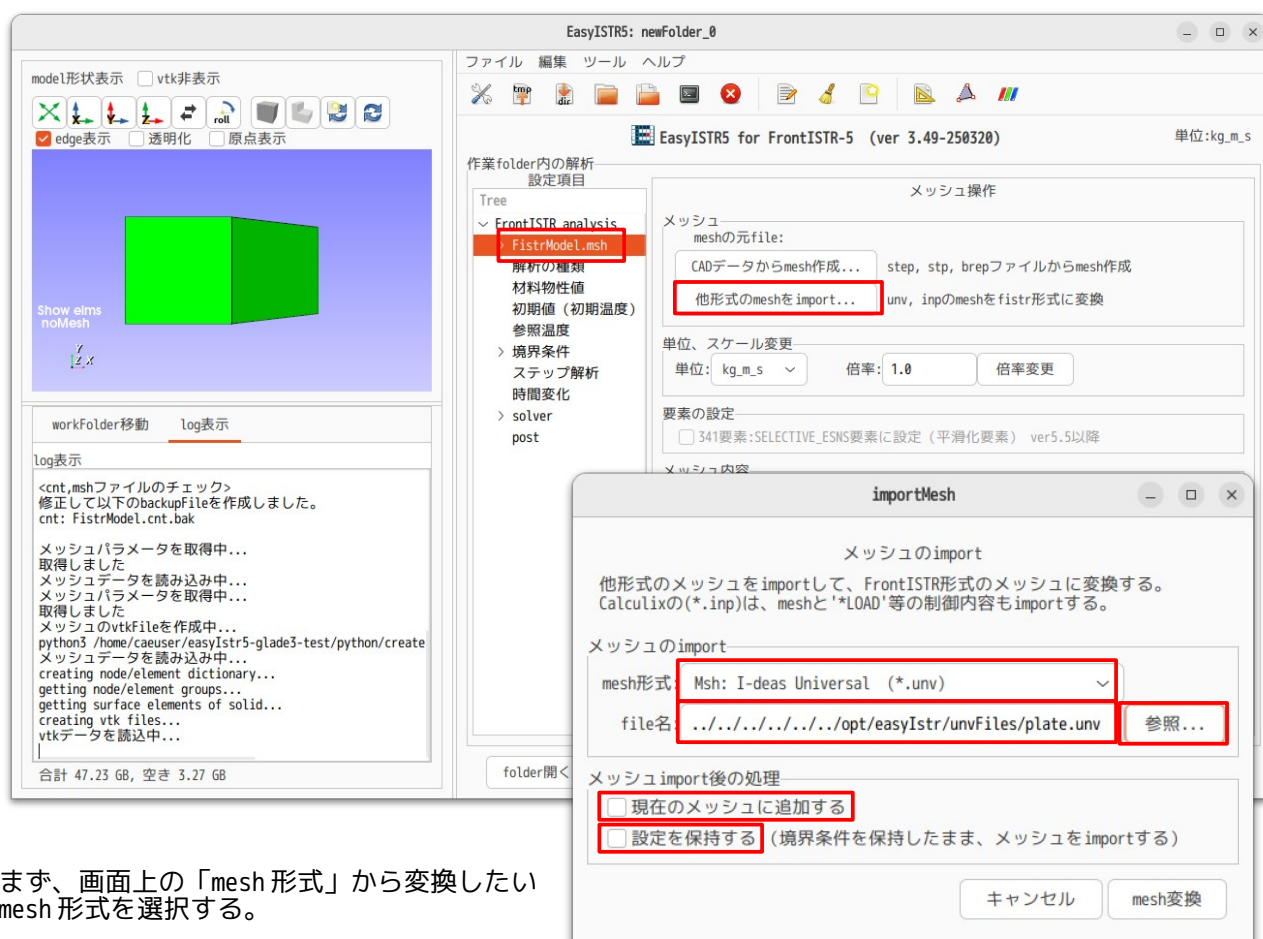 EasyISTR5: newFolder_0
model形状表示 vtk非表示
edge表示 透明化 原点表示
Show elms
noMesh
Y
Z X
workFolder移動 log表示
log表示
<cnt,mshファイルのチェック>
修正して以下のbackupFileを作成しました。
cnt: FistrModel.cnt.bak
メッシュパラメータを取得中...
取得しました
メッシュデータを読み込み中...
メッシュパラメータを取得中...
取得しました
メッシュのvtkFileを作成中...
python3 /home/caeuser/easyIstr5-glade3-test/python/create
メッシュデータを読み込み中...
creating node/element dictionary...
getting node/element groups...
getting surface elements of solid...
creating vtk files...
vtkデータを読込中...
合計 47.23 GB, 空き 3.27 GB
ファイル 編集 ツール ヘルプ
tmp dir roll
EasyISTR5 for FrontISTR-5 (ver 3.49-250320) 単位:kg_m_s
作業folder内の解析
設定項目
Tree
FrontISTR analysis
FistrModel.msh
解析の種類
材料物性値
初期値（初期温度）
参照温度
境界条件
ステップ解析
時間変化
solver
post
folder開く
メッシュ操作
メッシュ
meshの元file:
CADデータからmesh作成... step, stp, brepファイルからmesh作成
他形式のmeshをimport... unv, inpのmeshをfistr形式に変換
単位、スケール変更
単位: kg_m_s 倍率: 1.0 倍率変更
要素の設定
341要素:SELECTIVE_ESNS要素に設定（平滑化要素） ver5.5以降
メッシュ内容
importMesh
メッシュのimport
他形式のメッシュをimportして、FrontISTR形式のメッシュに変換する。
Calculixの(*.inp)は、meshと'*LOAD'等の制御内容もimportする。
メッシュのimport
mesh形式: Msh: I-deas Universal (*.unv)
file名: ../../../../../../opt/easyIstr/unvFiles/plate.unv 参照...
メッシュimport後の処理
現在のメッシュに追加する
設定を保持する (境界条件を保持したまま、メッシュをimportする)
キャンセル mesh変換
まず、画面上の「mesh形式」から変換したい
mesh形式を選択する。